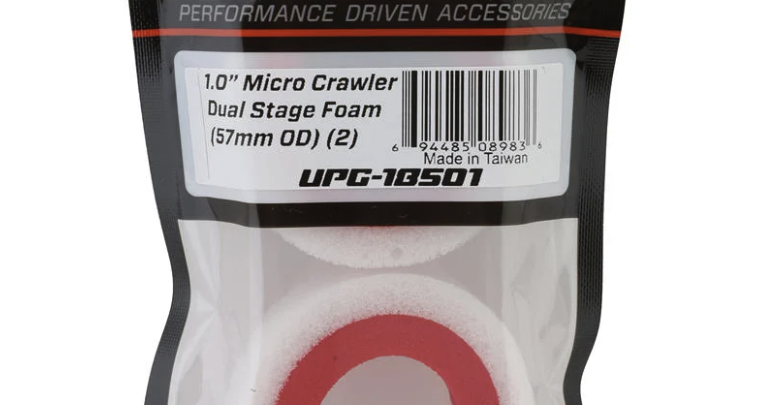 PERFORMANCE DRIVEN ACCESSORIES
1.0” Micro Crawler
Dual Stage Foam
(57mm OD) (2)
6 94485 08983 6
Made in Taiwan
UPG-18501